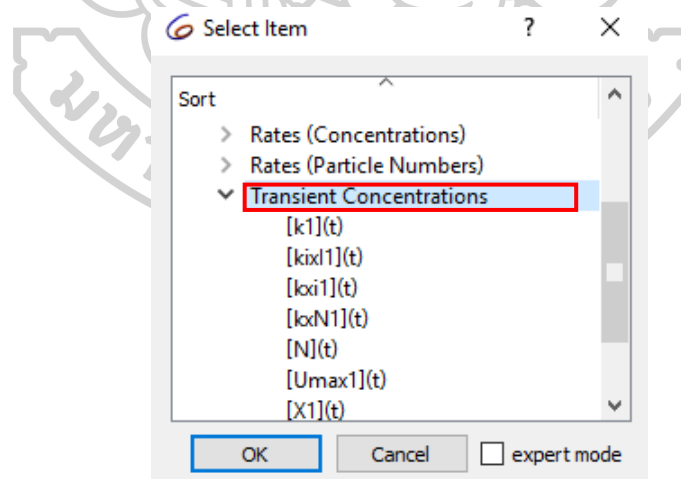 Select Item ? ×
Sort
Rates (Concentrations)
Rates (Particle Numbers)
Transient Concentrations
[k1](t)
[kixI1](t)
[kxi1](t)
[kxN1](t)
[N](t)
[Umax1](t)
[X1](t)
OK Cancel expert mode